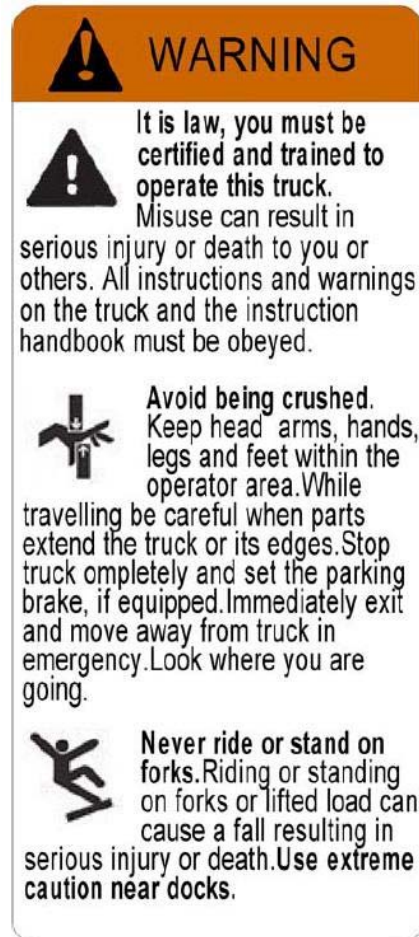 WARNING
It is law, you must be
certified and trained to
operate this truck.
Misuse can result in
serious injury or death to you or
others. All instructions and warnings
on the truck and the instruction
handbook must be obeyed.
Avoid being crushed.
Keep head arms, hands,
legs and feet within the
operator area.While
travelling be careful when parts
extend the truck or its edges.Stop
truck ompletely and set the parking
brake, if equipped.Immediately exit
and move away from truck in
emergency.Look where you are
going.
Never ride or stand on
forks.Riding or standing
on forks or lifted load can
cause a fall resulting in
serious injury or death.Use extreme
caution near docks.